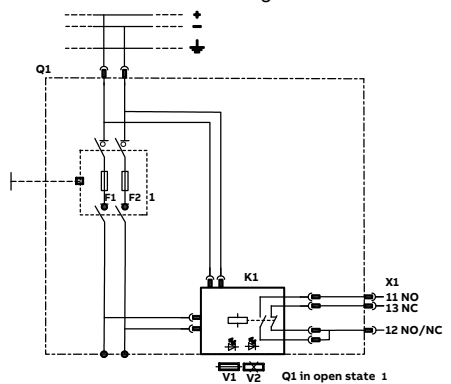 +
−
Q1
F1 F2 1
K1
X1
11 NO
13 NC
12 NO/NC
V1 V2
Q1 in open state 1